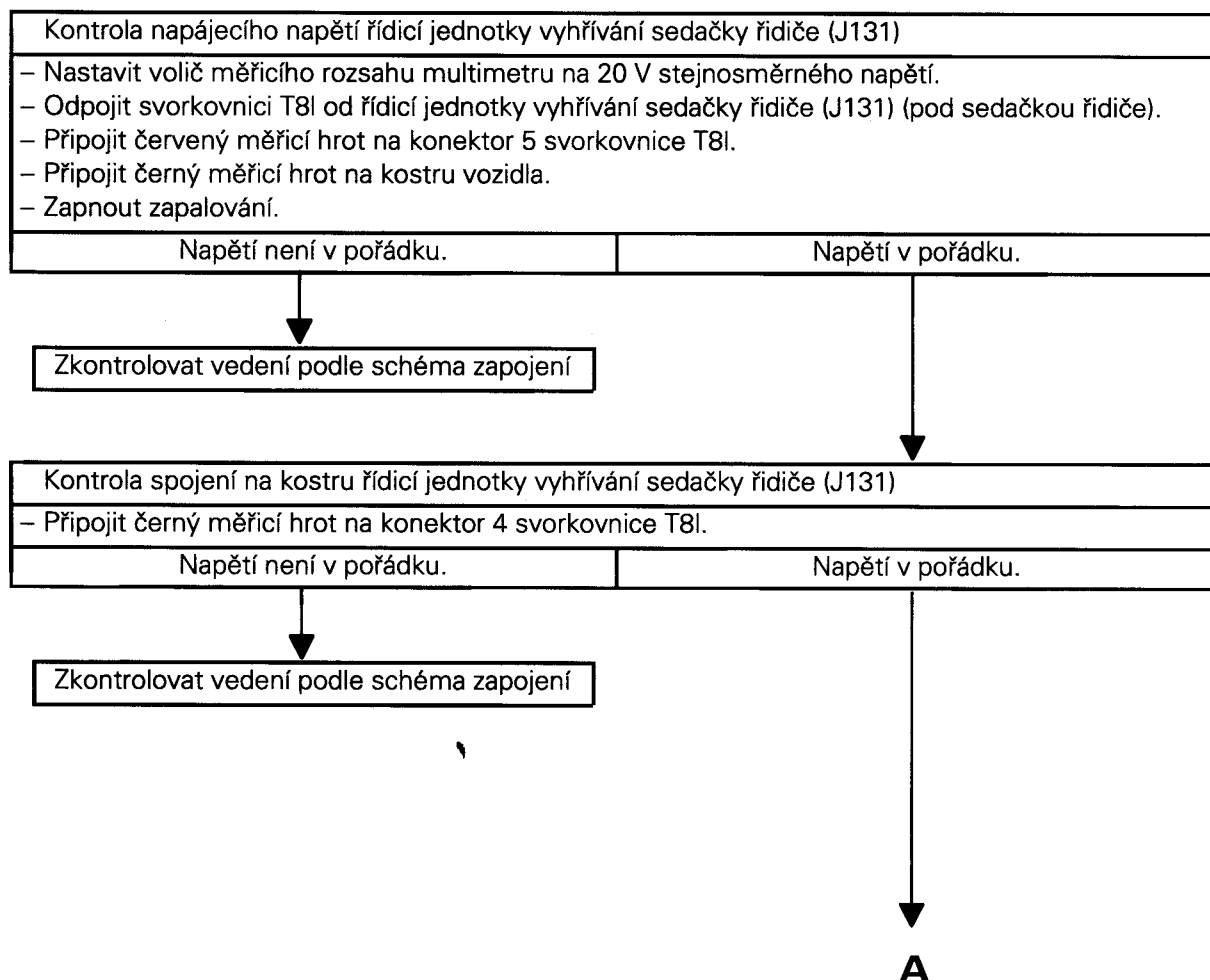 Kontrola napájecího napětí řídicí jednotky vyhřívání sedačky řidiče (J131)
– Nastavit volič měřicího rozsahu multimetru na 20 V stejnosměrného napětí.
– Odpojit svorkovnici T8l od řídicí jednotky vyhřívání sedačky řidiče (J131) (pod sedačkou řidiče).
– Připojit červený měřicí hrot na konektor 5 svorkovnice T8l.
– Připojit černý měřicí hrot na kostru vozidla.
– Zapnout zapalování.
Napětí není v pořádku.
Napětí v pořádku.
Zkontrolovat vedení podle schéma zapojení
Kontrola spojení na kostru řídicí jednotky vyhřívání sedačky řidiče (J131)
– Připojit černý měřicí hrot na konektor 4 svorkovnice T8l.
Napětí není v pořádku.
Napětí v pořádku.
Zkontrolovat vedení podle schéma zapojení
A